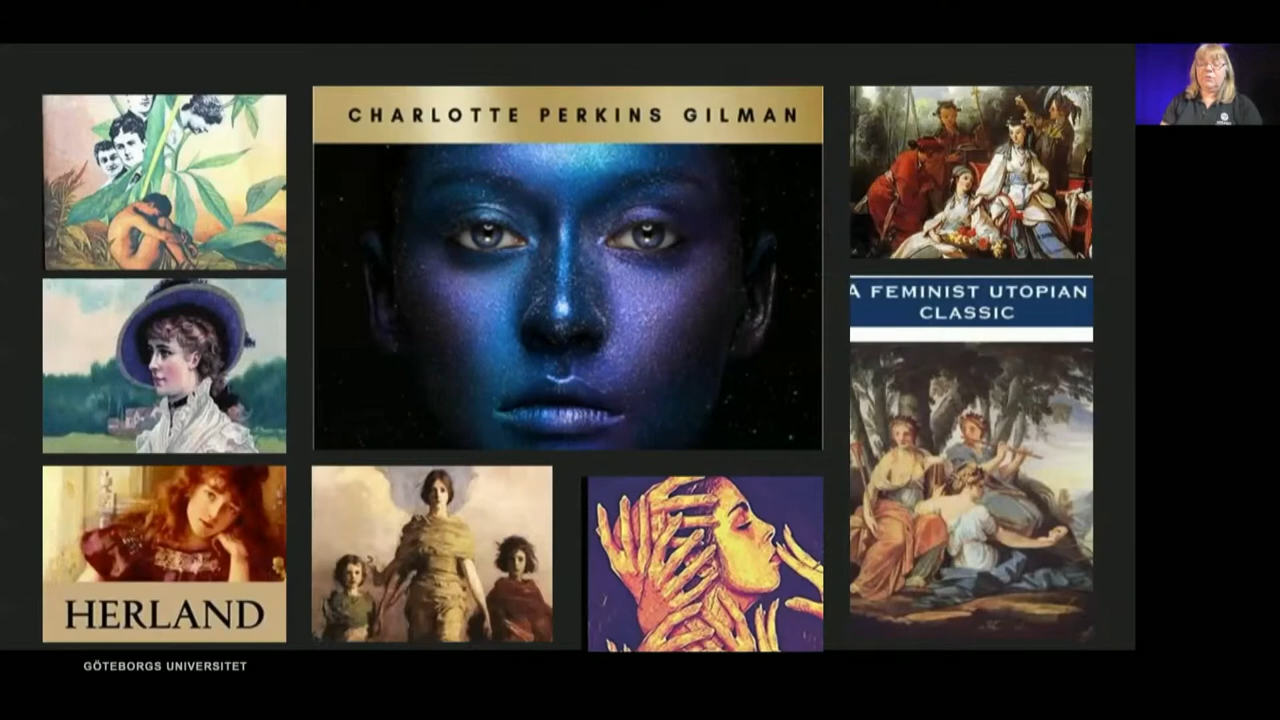 CHARLOTTE PERKINS GILMAN
A FEMINIST UTOPIAN
CLASSIC
HERLAND
GÖTEBORGS UNIVERSITET